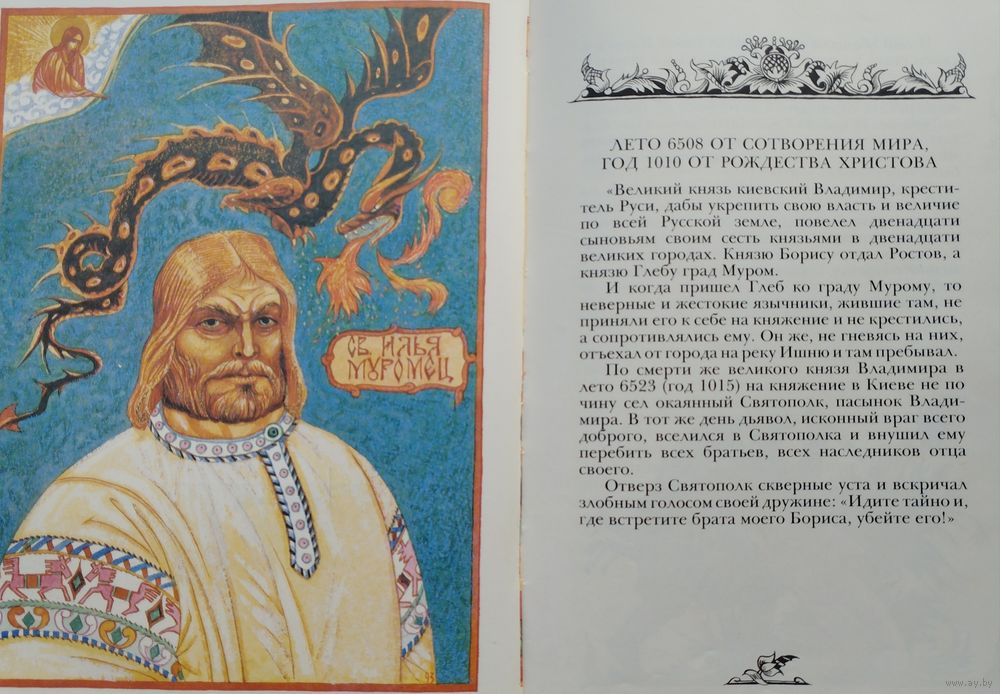 СВ ИЛЬЯ
МУРОМЕЦ
93
ЛЕТО 6508 ОТ СОТВОРЕНИЯ МИРА,
ГОД 1010 ОТ РОЖДЕСТВА ХРИСТОВА
«Великий князь киевский Владимир, крести-
тель Руси, дабы укрепить свою власть и величие
по всей Русской земле, повелел двенадцати
сыновьям своим сесть князьями в двенадцати
великих городах. Князю Борису отдал Ростов, а
князю Глебу град Муром.
И когда пришел Глеб ко граду Мурому, то
неверные и жестокие язычники, жившие там, не
приняли его к себе на княжение и не крестились,
а сопротивлялись ему. Он же, не гневясь на них,
отъехал от города на реку Ишню и там пребывал.
По смерти же великого князя Владимира в
лето 6523 (год 1015) на княжение в Киеве не по
чину сел окаянный Святополк, пасынок Влади-
мира. В тот же день дьявол, исконный враг всего
доброго, вселился в Святополка и внушил ему
перебить всех братьев, всех наследников отца
своего.
Отверз Святополк скверные уста и вскричал
злобным голосом своей дружине: «Идите тайно и,
где встретите брата моего Бориса, убейте его!»
www.ay.by